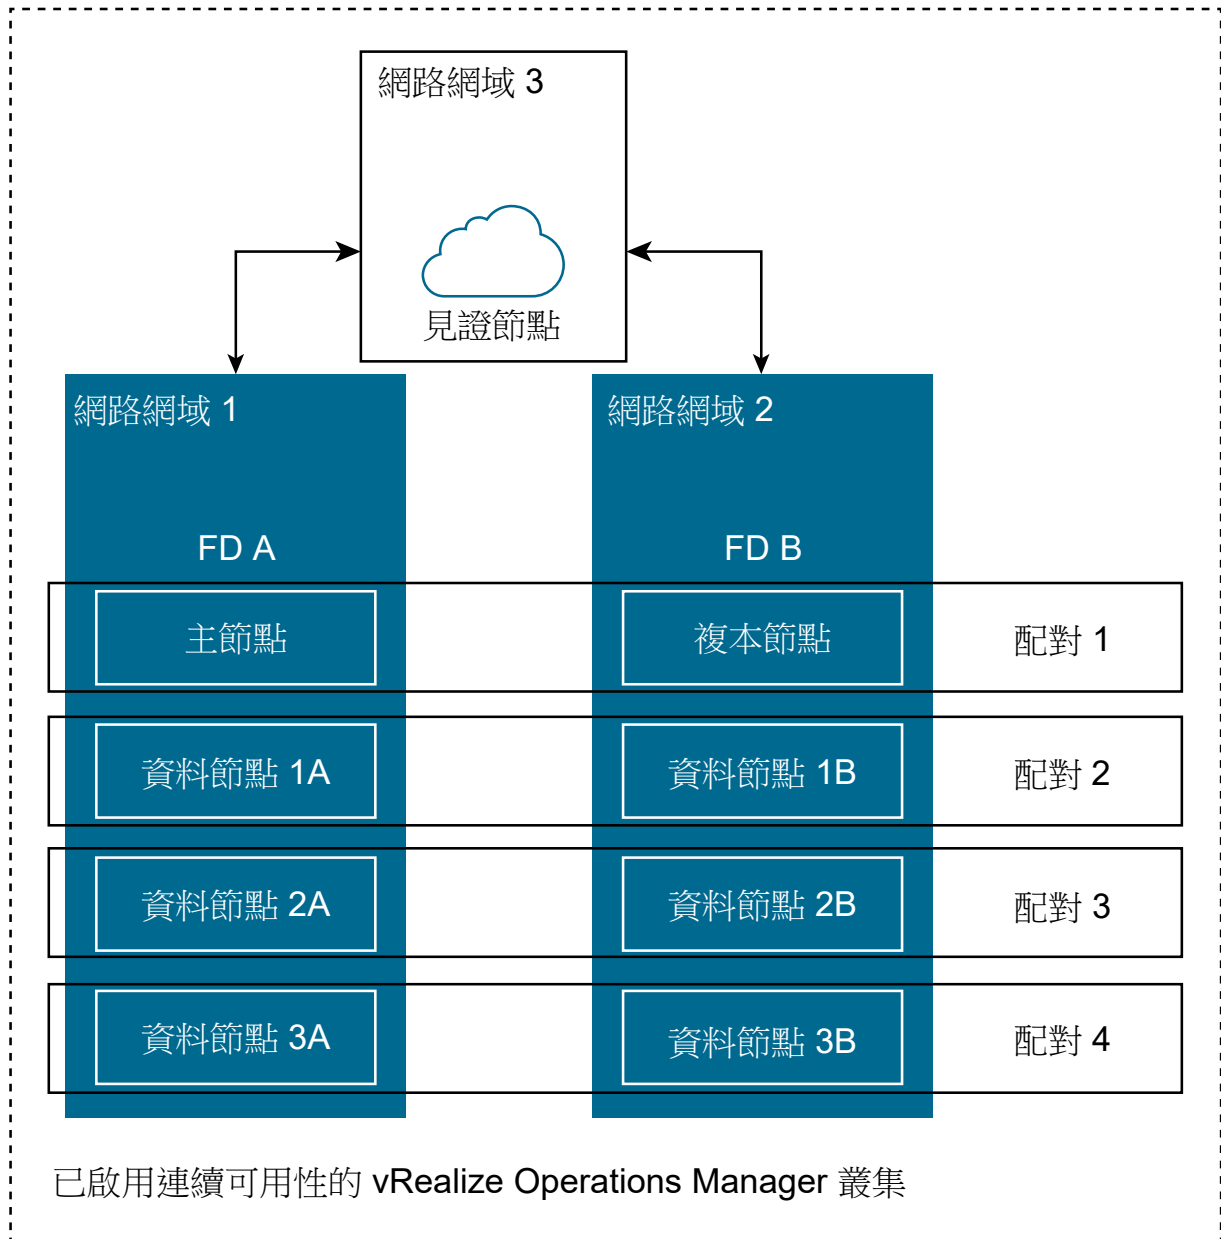 網路網域 3
見證節點
網路網域 1
網路網域 2
FD A
FD B
主節點
複本節點
配對 1
資料節點 1A
資料節點 1B
配對 2
資料節點 2A
資料節點 2B
配對 3
資料節點 3A
資料節點 3B
配對 4
已啟用連續可用性的 vRealize Operations Manager 叢集